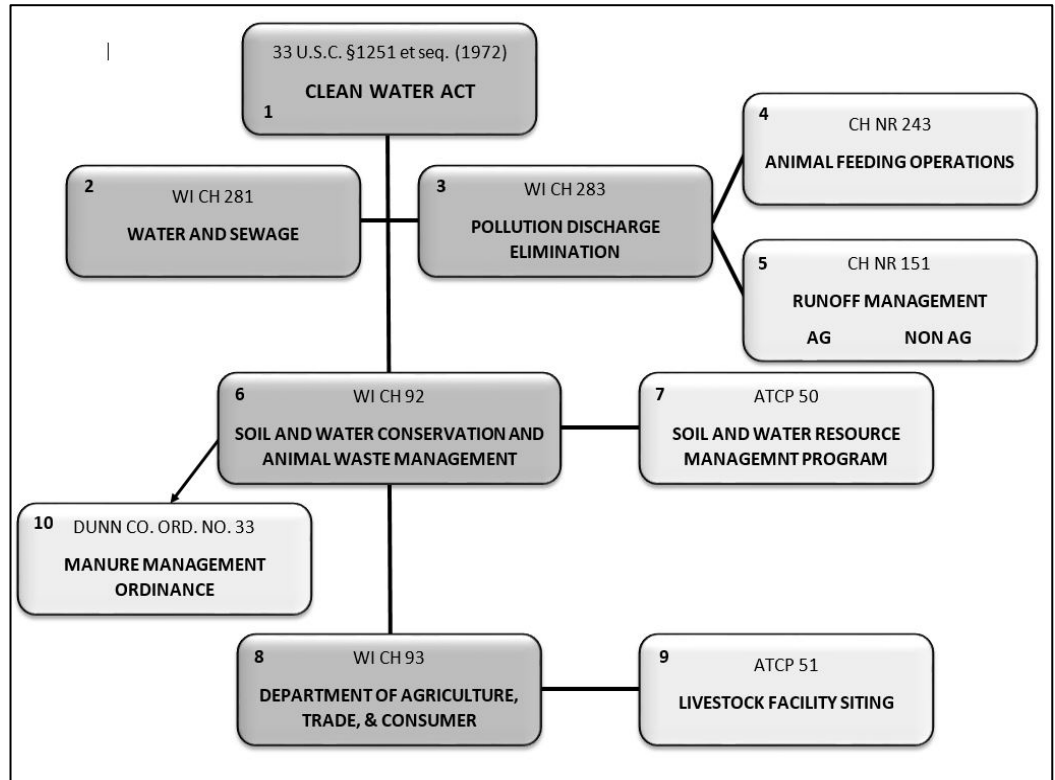 33 U.S.C. §1251 et seq. (1972)
CLEAN WATER ACT
1
2
WI CH 281
WATER AND SEWAGE
3
WI CH 283
POLLUTION DISCHARGE
ELIMINATION
4
CH NR 243
ANIMAL FEEDING OPERATIONS
5
CH NR 151
RUNOFF MANAGEMENT
AG NON AG
6
WI CH 92
SOIL AND WATER CONSERVATION AND
ANIMAL WASTE MANAGEMENT
7
ATCP 50
SOIL AND WATER RESOURCE
MANAGEMNT PROGRAM
10
DUNN CO. ORD. NO. 33
MANURE MANAGEMENT
ORDINANCE
8
WI CH 93
DEPARTMENT OF AGRICULTURE,
TRADE, & CONSUMER
9
ATCP 51
LIVESTOCK FACILITY SITING